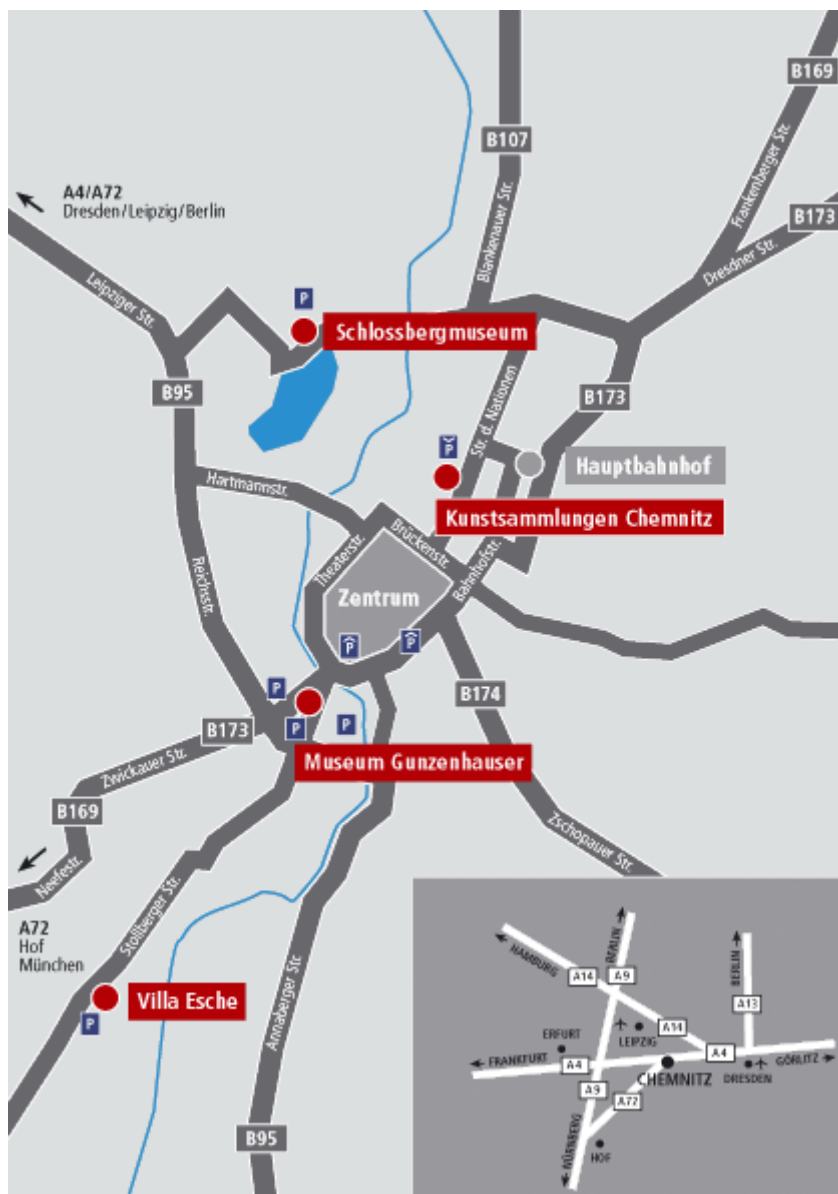 B169
B107
Frankenberger Str.
A4/A72
Dresden/Leipzig/Berlin
B173
Blankenauer Str.
Dresdner Str.
Leipziger Str.
P
Schlossbergmuseum
B95
B173
Str. d. Nationen
P
Hauptbahnhof
Hartmannstr.
Kunstsammlungen Chemnitz
Brückenstr.
Theaterstr.
Bahnhofstr.
Reichsstr.
Zentrum
P
P
P
B174
P
P
B173
Zwickauer Str.
Museum Gunzenhauser
B169
Zschopauer Str.
Neefestr.
A72
Hof
München
Stollberger Str.
Villa Esche
P
Annaberger Str.
B95
BERLIN
HAMBURG
BERLIN
A14
A9
A13
A14
LEIPZIG
ERFURT
FRANKFURT
A4
A4
GÖRLITZ
CHEMNITZ
DRESDEN
A9
A72
NÜRNBERG
HOF